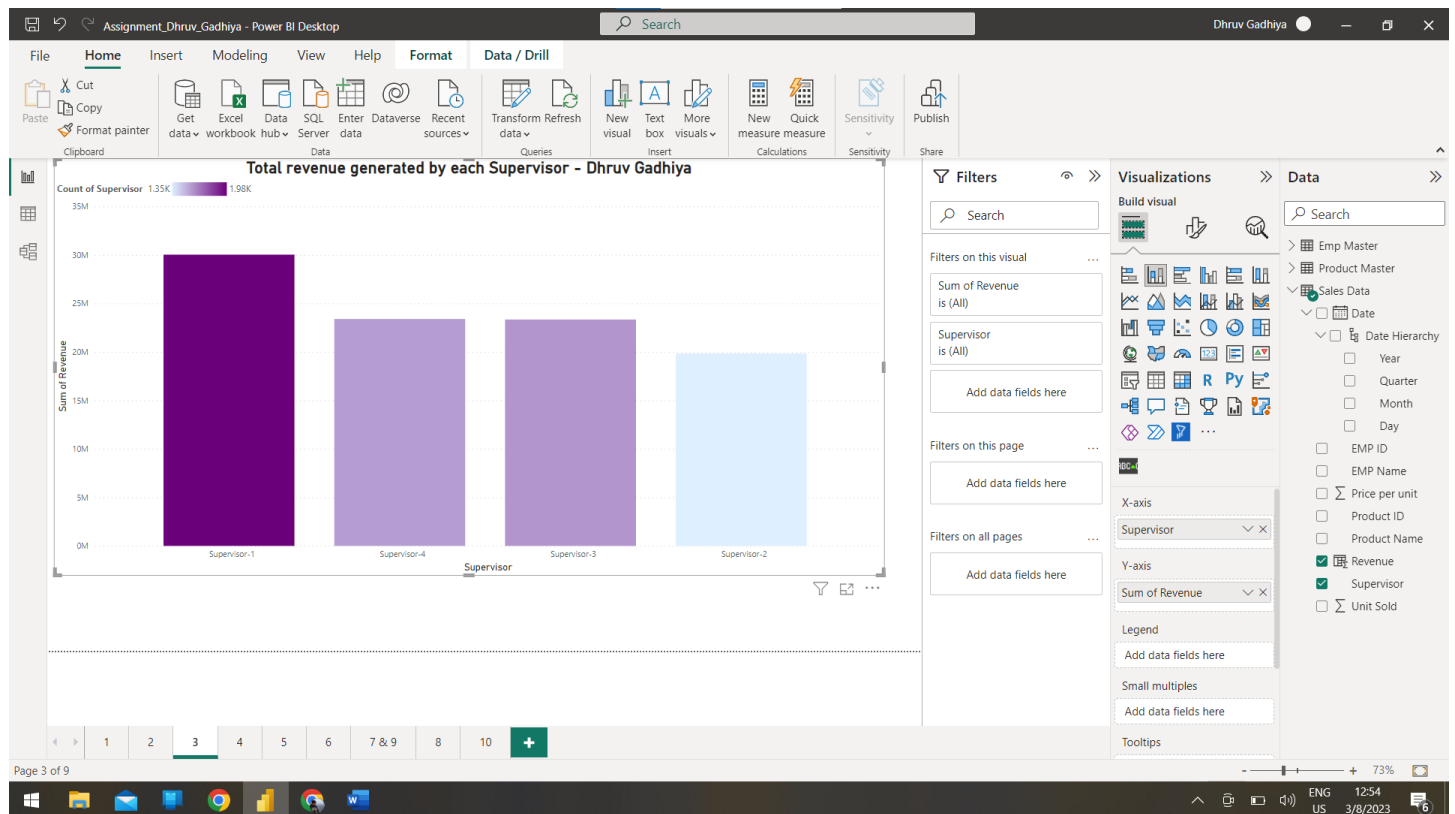 Assignment_Dhruv_Gadhiya - Power BI Desktop
Search
Dhruv Gadhiya
File Home Insert Modeling View Help Format Data / Drill
Paste
Cut
Copy
Format painter
Clipboard
Get data
Excel workbook
Data hub
SQL Server
Enter data
Dataverse
Recent sources
Data
Transform data
Refresh
Queries
New visual
Text box
More visuals
Insert
New measure
Quick measure
Calculations
Sensitivity
Sensitivity
Publish
Share
Total revenue generated by each Supervisor - Dhruv Gadhiya
Count of Supervisor 1.35K 1.98K
35M
30M
25M
20M
15M
10M
5M
0M
Sum of Revenue
Supervisor-1 Supervisor-4 Supervisor-3 Supervisor-2
Supervisor
Filters
Search
Filters on this visual
Sum of Revenue
is (All)
Supervisor
is (All)
Add data fields here
Filters on this page
Add data fields here
Filters on all pages
Add data fields here
Visualizations
Build visual
123
R Py
X-axis
Supervisor
Y-axis
Sum of Revenue
Legend
Add data fields here
Small multiples
Add data fields here
Tooltips
Data
Search
Emp Master
Product Master
Sales Data
Date
Date Hierarchy
Year
Quarter
Month
Day
EMP ID
EMP Name
Price per unit
Product ID
Product Name
Revenue
Supervisor
Unit Sold
1 2 3 4 5 6 7 & 9 8 10
Page 3 of 9
73%
ENG
US
12:54
3/8/2023
6